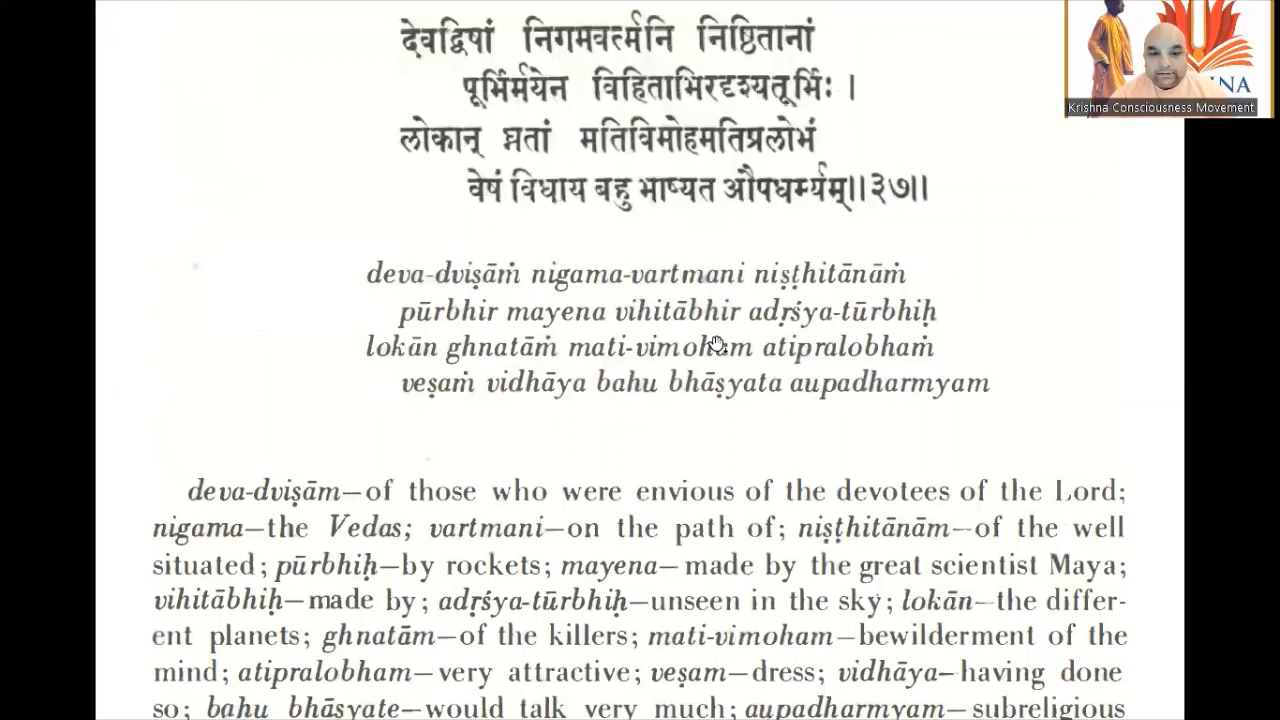 देवद्विषां निगमवर्त्मनि निष्ठितानां
पूर्भिर्मयेन विहिताभिरदृश्यतूर्भिः ।
लोकान् घ्नतां मतिविमोहमतिप्रलोभं
वेषं विधाय बहु भाष्यत औपधर्म्यम्॥३७॥
NA
Krishna Consciousness Movement
deva-dviṣāṁ nigama-vartmani niṣṭhitānāṁ
pūrbhir mayena vihitābhir adṛśya-tūrbhiḥ
lokān ghnatāṁ mati-vimoham atipralobhaṁ
veṣaṁ vidhāya bahu bhāṣyata aupadharmyam
deva-dviṣām—of those who were envious of the devotees of the Lord;
nigama—the Vedas; vartmani—on the path of; niṣṭhitānām—of the well
situated; pūrbhiḥ—by rockets; mayena—made by the great scientist Maya;
vihitābhiḥ—made by; adṛśya-tūrbhiḥ—unseen in the sky; lokān—the differ-
ent planets; ghnatām—of the killers; mati-vimoham—bewilderment of the
mind; atipralobham—very attractive; veṣam—dress; vidhāya—having done
so; bahu bhāṣyate—would talk very much; aupadharmyam—subreligious